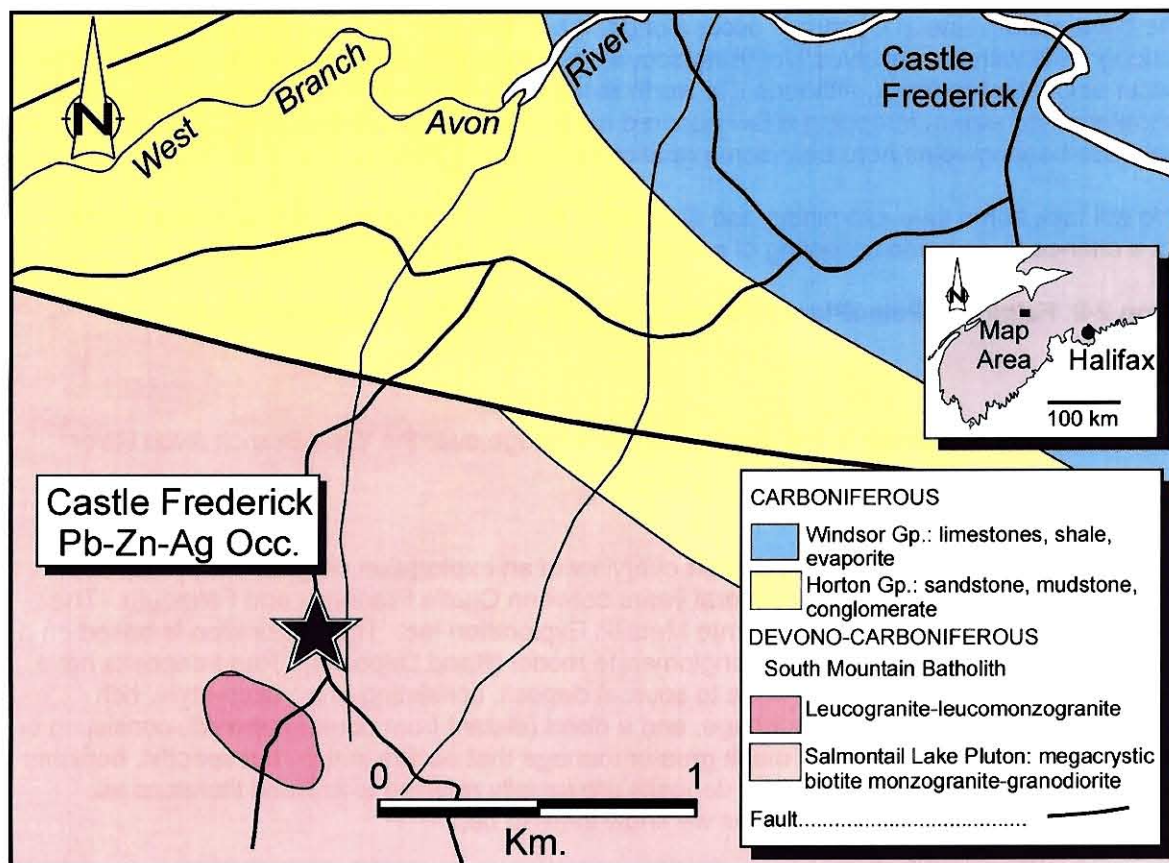 N
West
Branch
Avon
River
Castle
Frederick
N
Map
Area
Halifax
100 km
Castle Frederick
Pb-Zn-Ag Occ.
0 1
Km.
CARBONIFEROUS
Windsor Gp.: limestones, shale,
evaporite
Horton Gp.: sandstone, mudstone,
conglomerate
DEVONO-CARBONIFEROUS
South Mountain Batholith
Leucogranite-leucomonzogranite
Salmontail Lake Pluton: megacrystic
biotite monzogranite-granodiorite
Fault.....................................